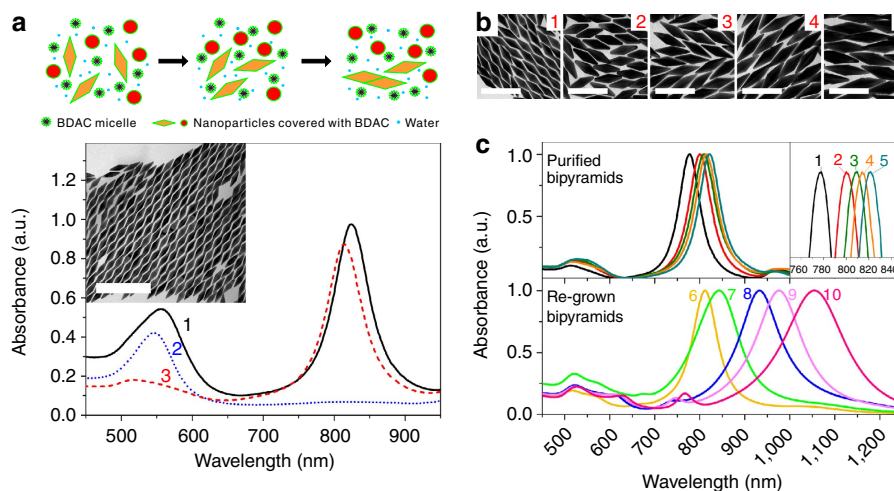 a
BDAC micelle
Nanoparticles covered with BDAC
Water
Absorbance (a.u.)
1.2
1.0
0.8
0.6
0.4
0.2
0.0
1
2
3
500
600
700
800
900
Wavelength (nm)
b
1
2
3
4
c
Absorbance (a.u.)
1.0
0.5
0.0
Purified
bipyramids
1 2 3 4 5
760 780 800 820 840
Absorbance (a.u.)
1.0
0.5
0.0
Re-grown
bipyramids
6 7 8 9 10
500
600
700
800
900
1,000
1,100
1,200
Wavelength (nm)